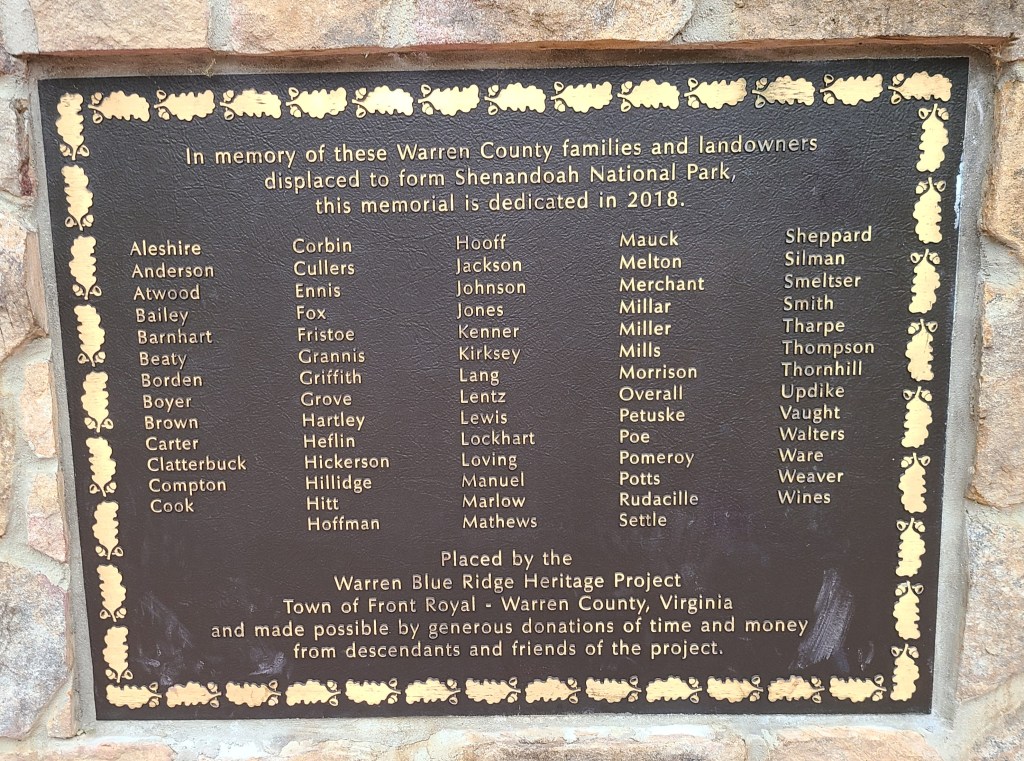 In memory of these Warren County families and landowners
displaced to form Shenandoah National Park,
this memorial is dedicated in 2018.
Aleshire
Anderson
Atwood
Bailey
Barnhart
Beaty
Borden
Boyer
Brown
Carter
Clatterbuck
Compton
Cook
Corbin
Cullers
Ennis
Fox
Fristoe
Grannis
Griffith
Grove
Hartley
Heflin
Hickerson
Hillidge
Hitt
Hoffman
Hooff
Jackson
Johnson
Jones
Kenner
Kirksey
Lang
Lentz
Lewis
Lockhart
Loving
Manuel
Marlow
Mathews
Mauck
Melton
Merchant
Millar
Miller
Mills
Morrison
Overall
Petuske
Poe
Pomeroy
Potts
Rudacille
Settle
Sheppard
Silman
Smeltser
Smith
Tharpe
Thompson
Thornhill
Updike
Vaught
Walters
Ware
Weaver
Wines
Placed by the
Warren Blue Ridge Heritage Project
Town of Front Royal - Warren County, Virginia
and made possible by generous donations of time and money
from descendants and friends of the project.